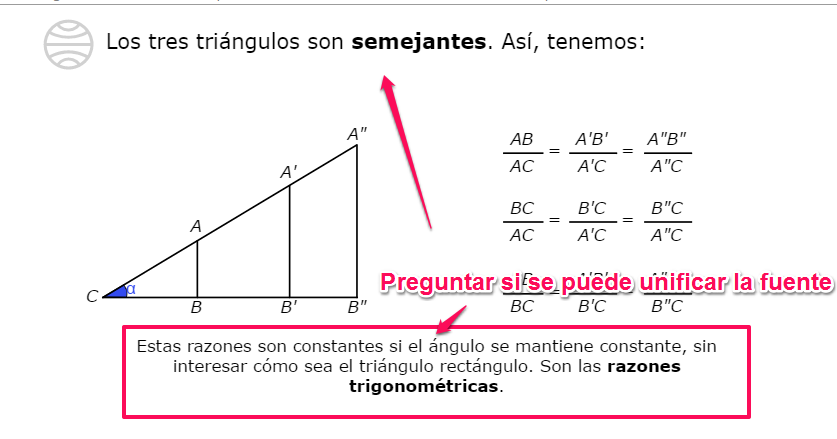 Los tres triángulos son semejantes. Así, tenemos:
A"
A'
A
C
α
B
B'
B"
AB/AC = A'B'/A'C = A"B"/A"C
BC/AC = B'C/A'C = B"C/A"C
BC B'C B"C
Preguntar si se puede unificar la fuente
Estas razones son constantes si el ángulo se mantiene constante, sin
interesar cómo sea el triángulo rectángulo. Son las razones
trigonométricas.